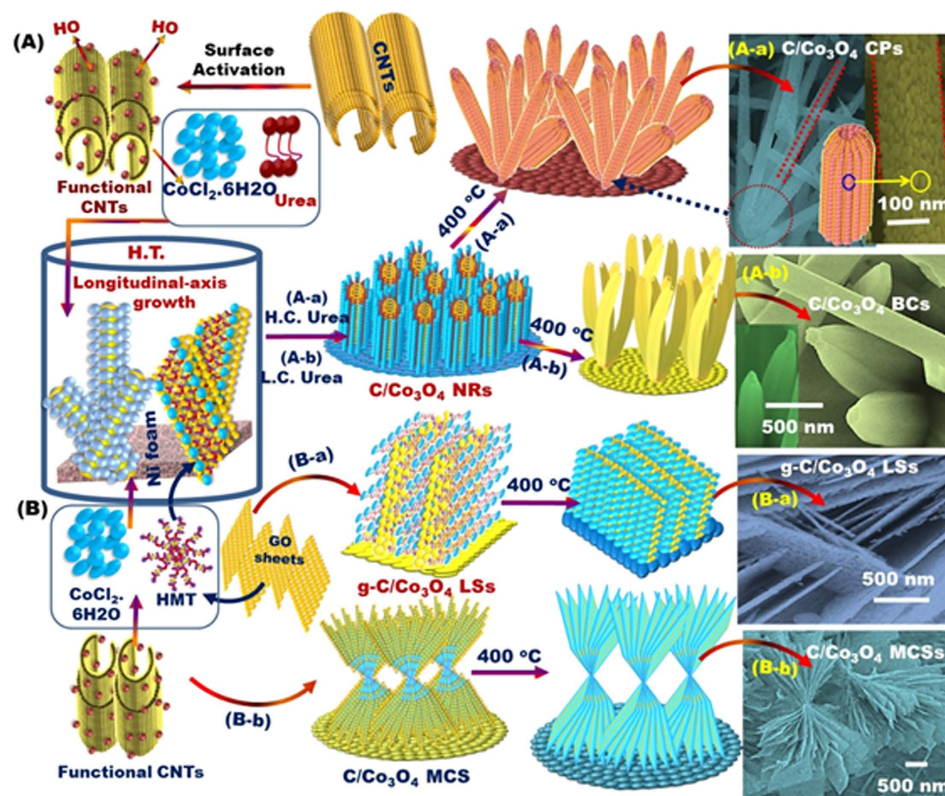 (A)
HO
HO
Surface
Activation
CNTs
Functional
CNTs
CoCl2.6H2O
Urea
(A-a)
C/Co3O4 CPs
100 nm
400 °C
(A-a)
H.T.
Longitudinal-axis
growth
Ni foam
(A-a)
H.C. Urea
(A-b)
L.C. Urea
C/Co3O4 NRs
400 °C
(A-b)
(A-b)
C/Co3O4 BCs
500 nm
(B)
CoCl2.
6H2O
HMT
GO
sheets
(B-a)
g-C/Co3O4 LSs
400 °C
g-C/Co3O4 LSs
(B-a)
500 nm
Functional CNTs
(B-b)
C/Co3O4 MCS
400 °C
C/Co3O4 MCSs
(B-b)
500 nm